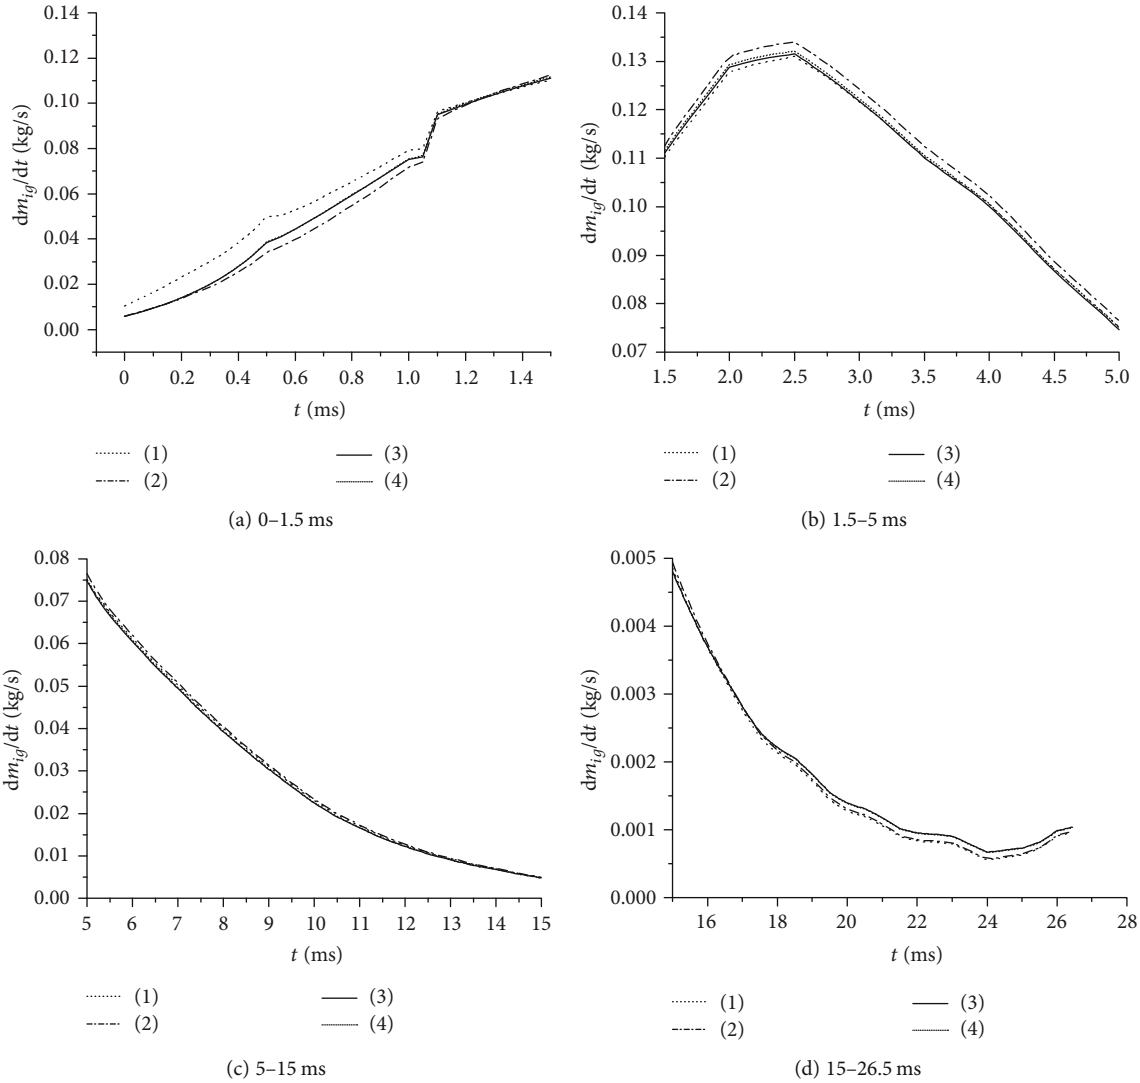 0.14
0.12
0.10
0.08
0.06
0.04
0.02
0.00
dm_ig/dt (kg/s)
0 0.2 0.4 0.6 0.8 1.0 1.2 1.4
t (ms)
(1) (3)
(2) (4)
(a) 0–1.5 ms
0.14
0.13
0.12
0.11
0.10
0.09
0.08
0.07
dm_ig/dt (kg/s)
1.5 2.0 2.5 3.0 3.5 4.0 4.5 5.0
t (ms)
(1) (3)
(2) (4)
(b) 1.5–5 ms
0.08
0.07
0.06
0.05
0.04
0.03
0.02
0.01
0.00
dm_ig/dt (kg/s)
5 6 7 8 9 10 11 12 13 14 15
t (ms)
(1) (3)
(2) (4)
(c) 5–15 ms
0.005
0.004
0.003
0.002
0.001
0.000
dm_ig/dt (kg/s)
16 18 20 22 24 26 28
t (ms)
(1) (3)
(2) (4)
(d) 15–26.5 ms